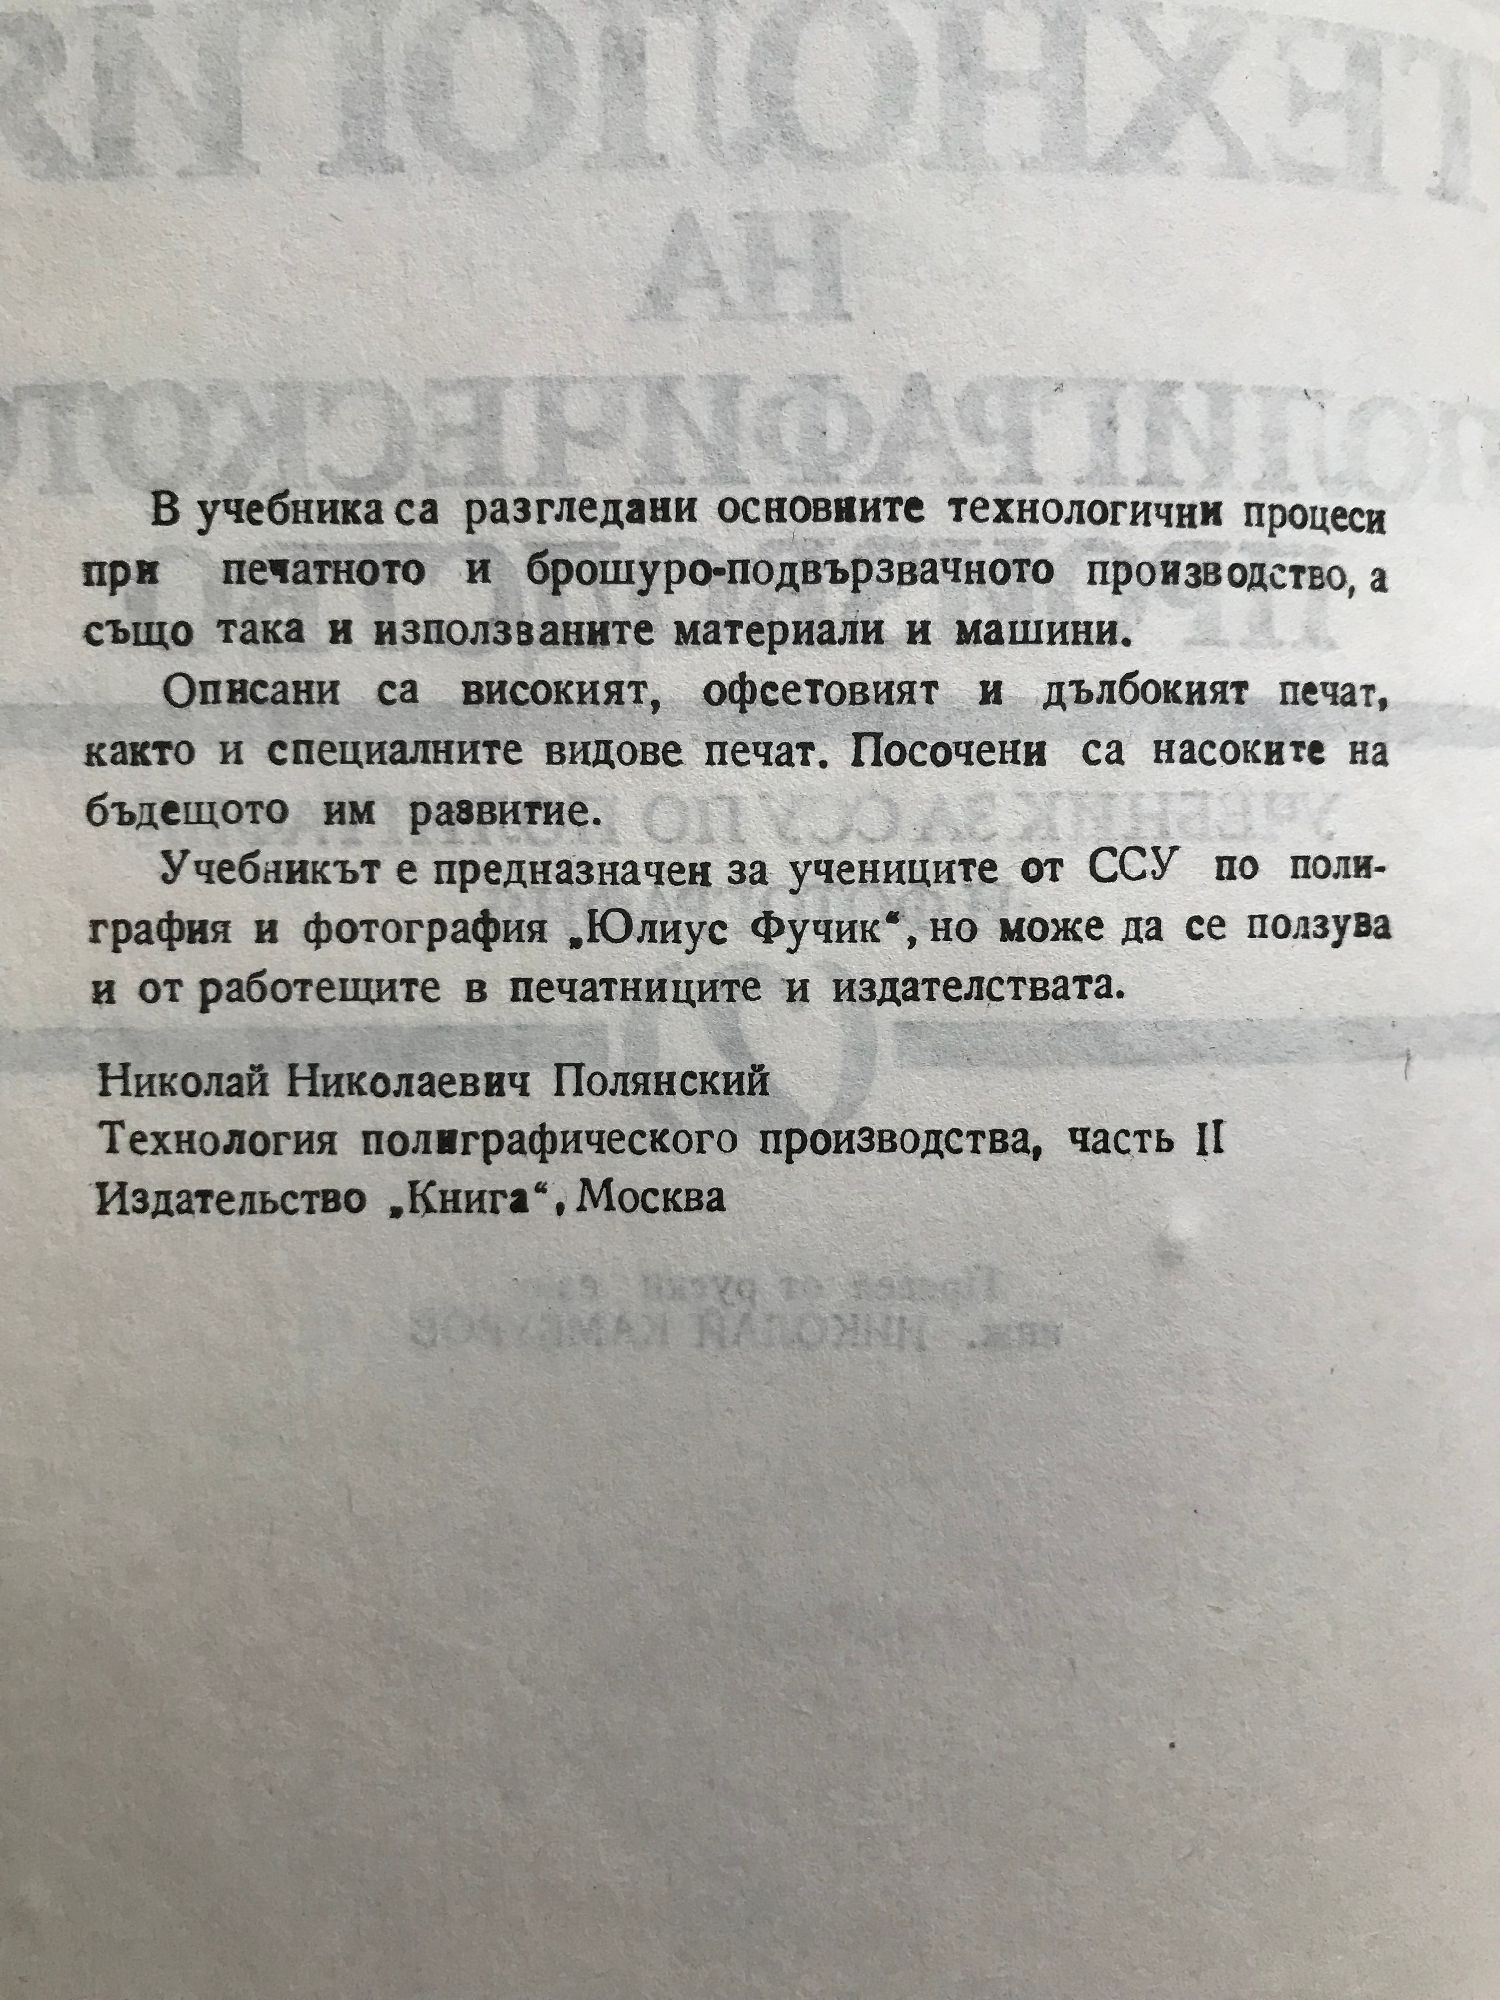 В учебника са разгледани основните технологични процеси
при печатното и брошуро-подвързвачното производство, а
също така и използваните материали и машини.
Описани са високият, офсетовият и дълбокият печат,
както и специалните видове печат. Посочени са насоките на
бъдещото им развитие.
Учебникът е предназначен за учениците от ССУ по поли-
графия и фотография „Юлиус Фучик“, но може да се ползува
и от работещите в печатниците и издателствата.
Николай Николаевич Полянский
Технология полиграфического производства, часть II
Издательство „Книга“, Москва